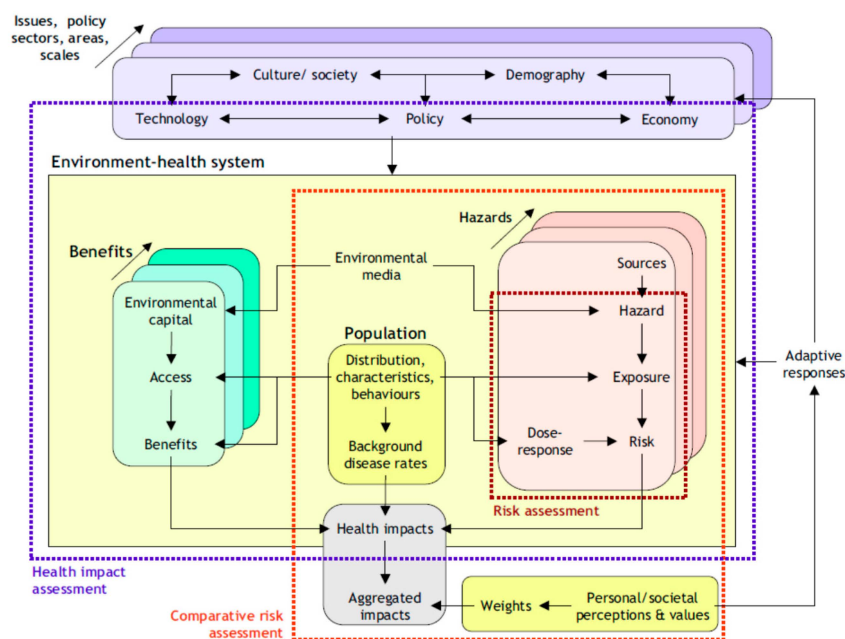 Issues, policy
sectors, areas,
scales
Culture/ society
Demography
Technology
Policy
Economy
Environment-health system
Hazards
Benefits
Environmental
media
Sources
Environmental
capital
Hazard
Population
Distribution,
characteristics,
behaviours
Access
Exposure
Adaptive
responses
Benefits
Background
disease rates
Dose-
response
Risk
Risk assessment
Health impacts
Health impact
assessment
Aggregated
impacts
Weights
Personal/societal
perceptions & values
Comparative risk
assessment